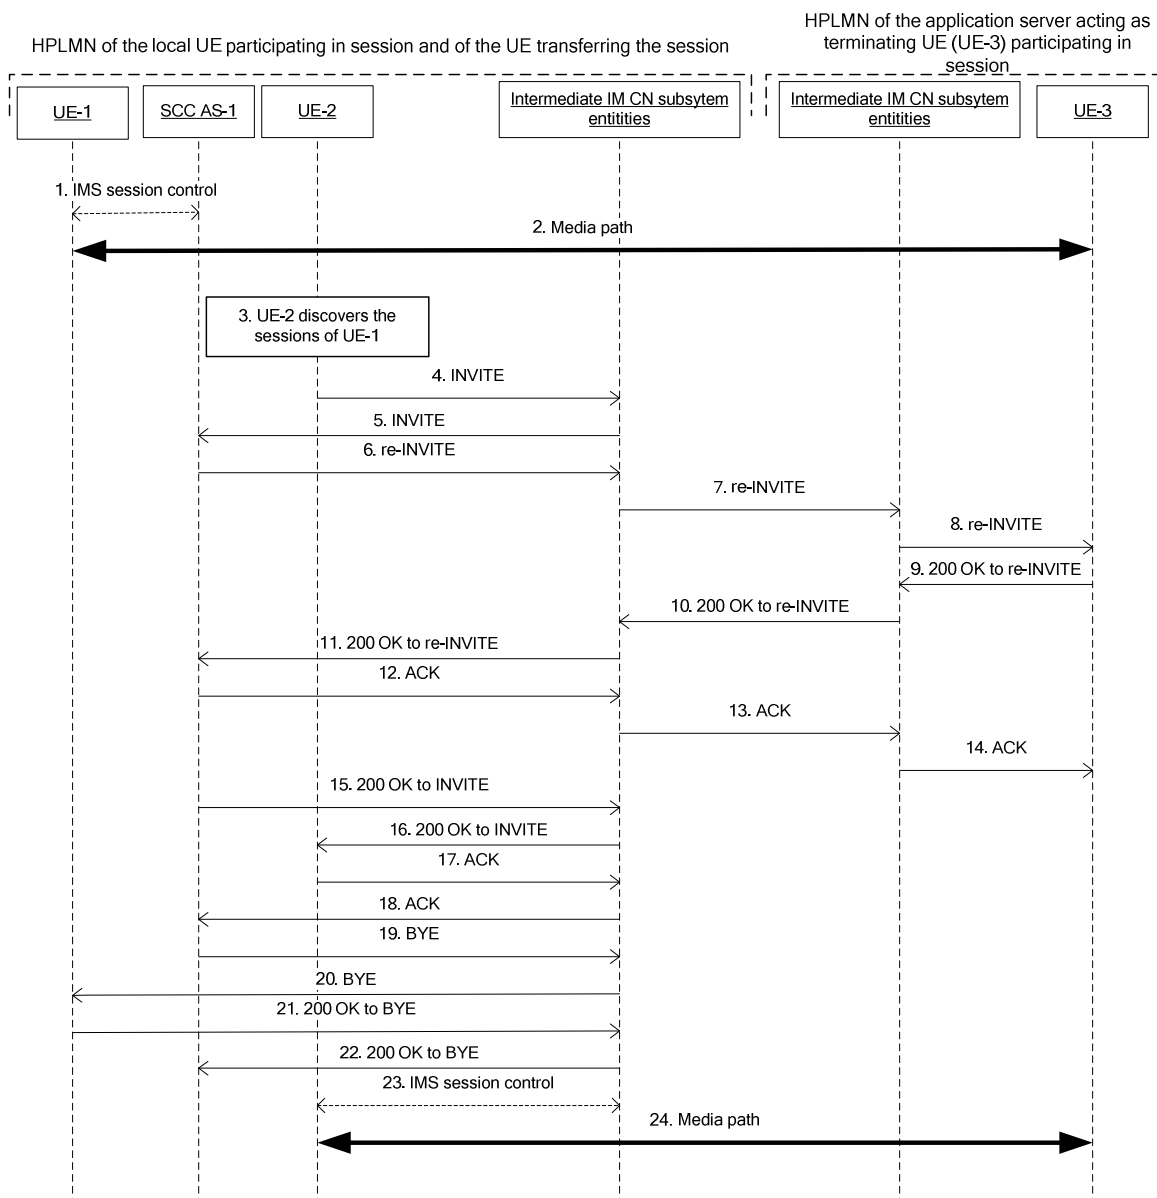 HPLMN of the local UE participating in session and of the UE transferring the session
HPLMN of the application server acting as
terminating UE (UE-3) participating in
session
UE-1
SCC AS-1
UE-2
Intermediate IM CN subsytem
entitities
Intermediate IM CN subsytem
entitities
UE-3
1. IMS session control
2. Media path
3. UE-2 discovers the
sessions of UE-1
4. INVITE
5. INVITE
6. re-INVITE
7. re-INVITE
8. re-INVITE
9. 200 OK to re-INVITE
10. 200 OK to re-INVITE
11. 200 OK to re-INVITE
12. ACK
13. ACK
14. ACK
15. 200 OK to INVITE
16. 200 OK to INVITE
17. ACK
18. ACK
19. BYE
20. BYE
21. 200 OK to BYE
22. 200 OK to BYE
23. IMS session control
24. Media path